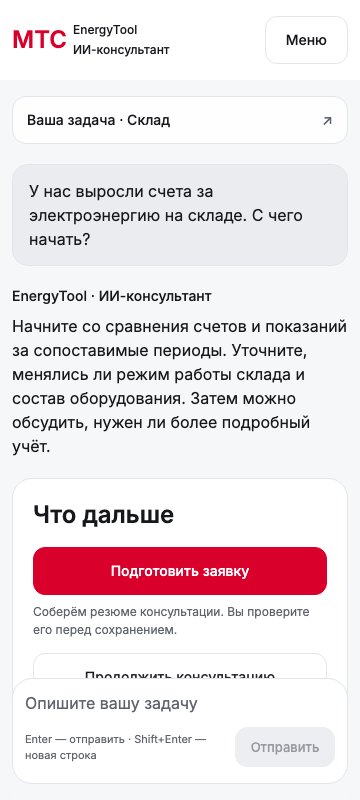 МТС
EnergyTool
ИИ-консультант
Меню
Ваша задача · Склад
У нас выросли счета за
электроэнергию на складе. С чего
начать?
EnergyTool · ИИ-консультант
Начните со сравнения счетов и показаний
за сопоставимые периоды. Уточните,
менялись ли режим работы склада и
состав оборудования. Затем можно
обсудить, нужен ли более подробный
учёт.
Что дальше
Подготовить заявку
Соберём резюме консультации. Вы проверите
его перед сохранением.
Продолжить консультацию
Опишите вашу задачу
Enter — отправить · Shift+Enter —
новая строка
Отправить